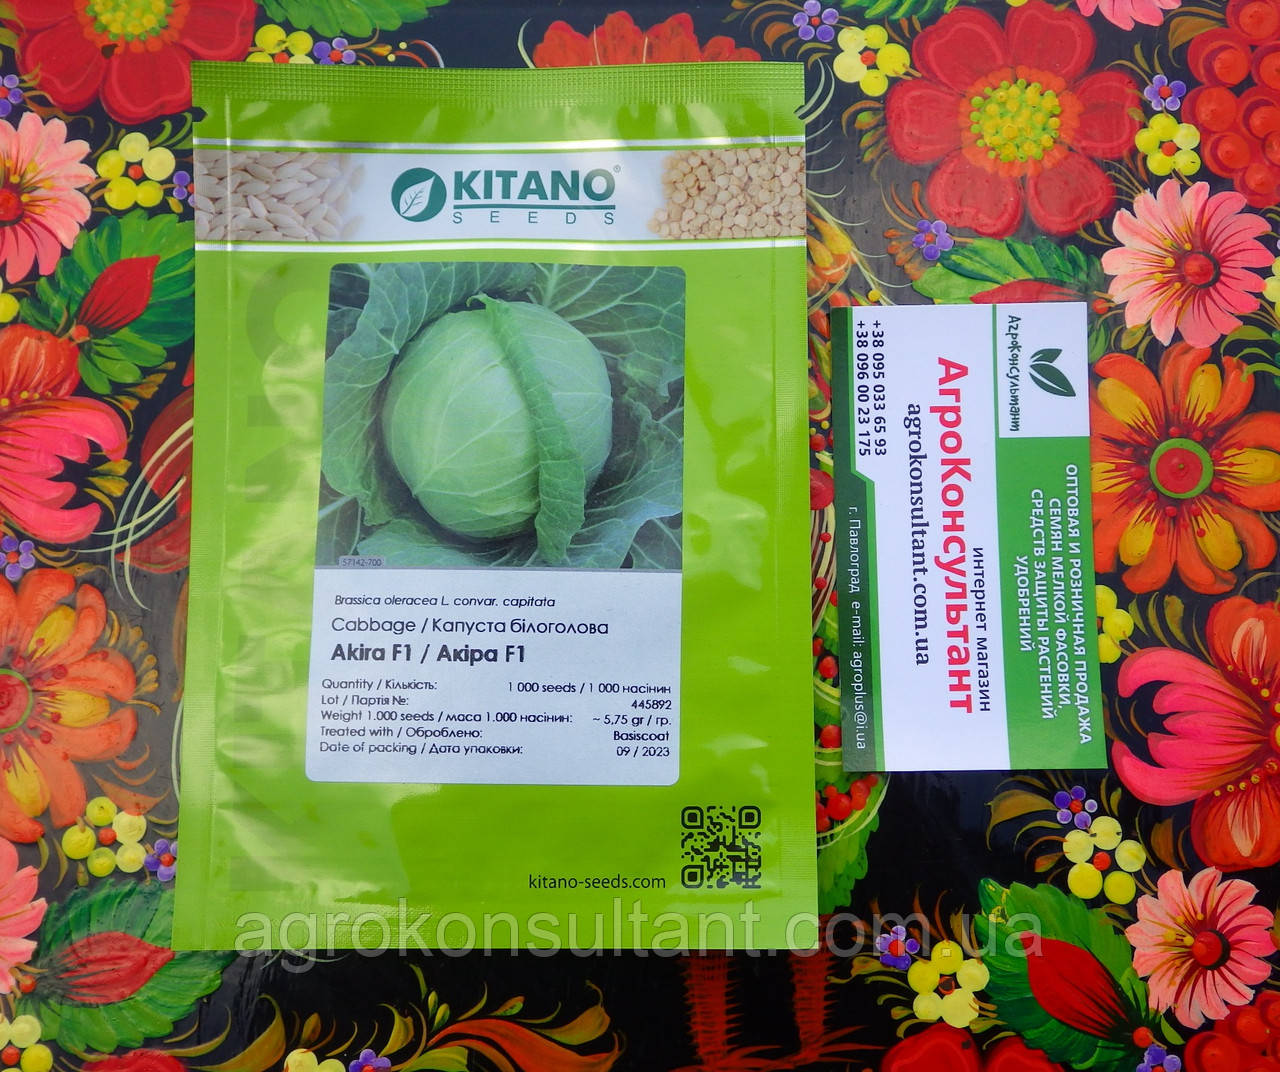 KITANO®
SEEDS
57142-700
Brassica oleracea L. convar. capitata
Cabbage / Капуста білоголова
Akira F1 / Акіра F1
Quantity / Кількість: 1 000 seeds / 1 000 насінин
Lot / Партія №: 445892
Weight 1.000 seeds / маса 1.000 насінин: ~ 5,75 gr / гр.
Treated with / Оброблено: Basiscoat
Date of packing / Дата упаковки: 09 / 2023
kitano-seeds.com
АгроКонсультант
ОПТОВАЯ И РОЗНИЧНАЯ ПРОДАЖА
СЕМЯН МЕЛКОЙ ФАСОВКИ,
СРЕДСТВ ЗАЩИТЫ РАСТЕНИЙ
УДОБРЕНИЙ
интернет магазин
АгроКонсультант
agrokonsultant.com.ua
+38 095 033 65 93
+38 096 00 23 175
г. Павлоград e-mail: agroplus@i.ua
agrokonsultant.com.ua